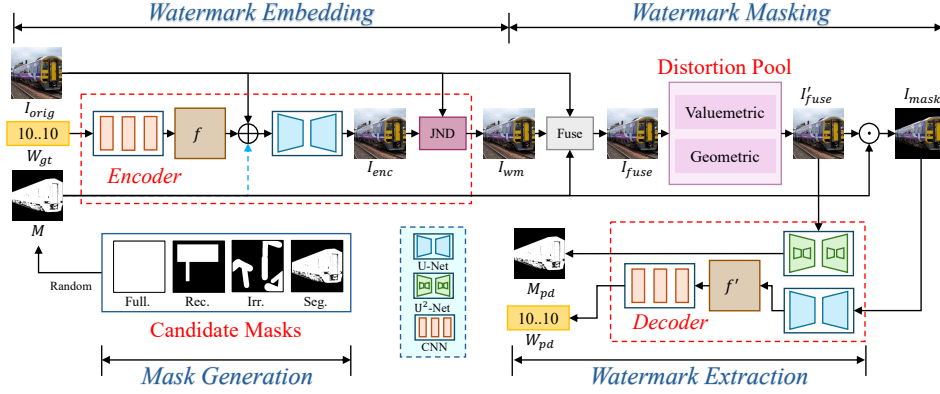 Watermark Embedding
Watermark Masking
I_orig
10..10
W_gt
f
Encoder
I_enc
JND
I_wm
Fuse
I_fuse
Distortion Pool
Valuemetric
Geometric
I'_fuse
I_mask
M
Random
Full.
Rec.
Irr.
Seg.
Candidate Masks
Mask Generation
U-Net
U²-Net
CNN
M_pd
10..10
W_pd
f'
Decoder
Watermark Extraction